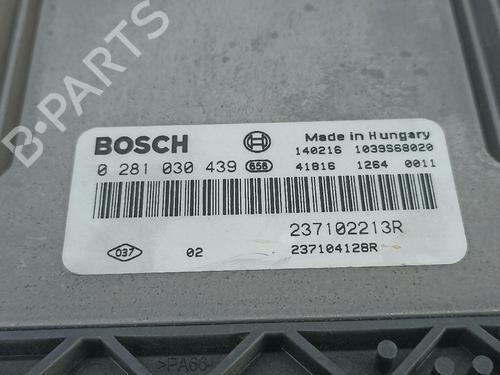 B-PARTS
BOSCH
Made in Hungary
140216 1039S68020
0 281 030 439 658 41816 1264 0011
237102213R
037 02 237104128R
>PA66-